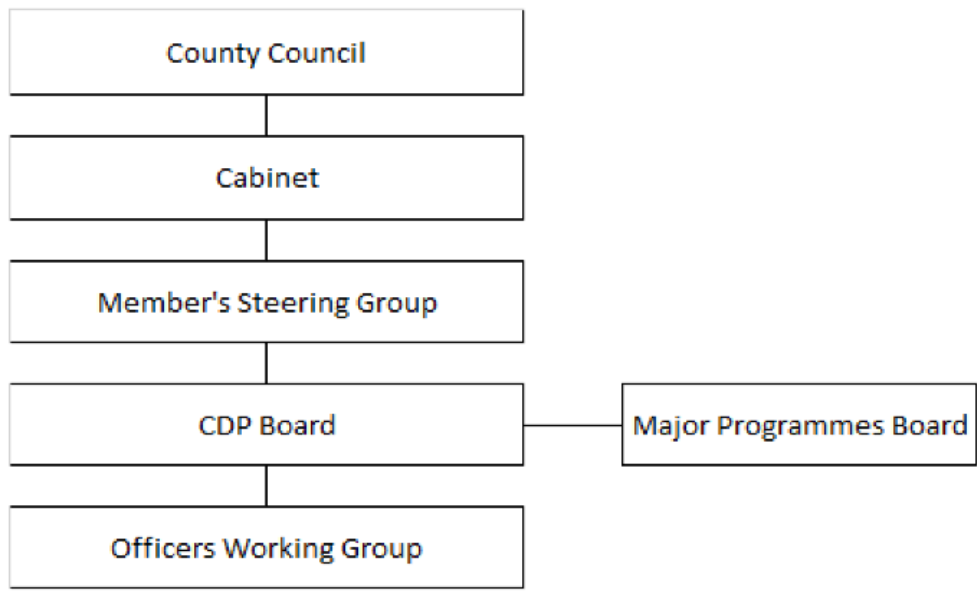 County Council
Cabinet
Member's Steering Group
CDP Board
Major Programmes Board
Officers Working Group